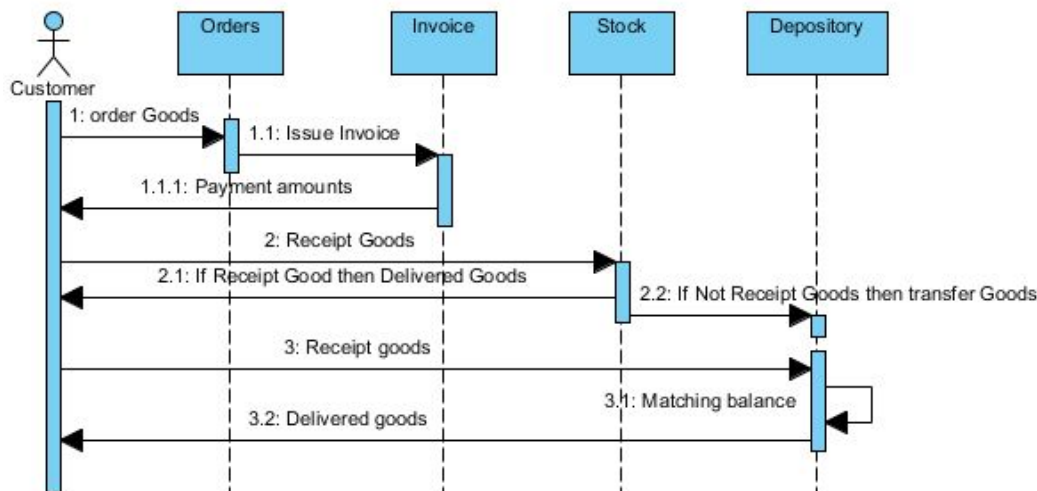 Orders
Invoice
Stock
Depository
Customer
1: order Goods
1.1: Issue Invoice
1.1.1: Payment amounts
2: Receipt Goods
2.1: If Receipt Good then Delivered Goods
2.2: If Not Receipt Goods then transfer Goods
3: Receipt goods
3.1: Matching balance
3.2: Delivered goods